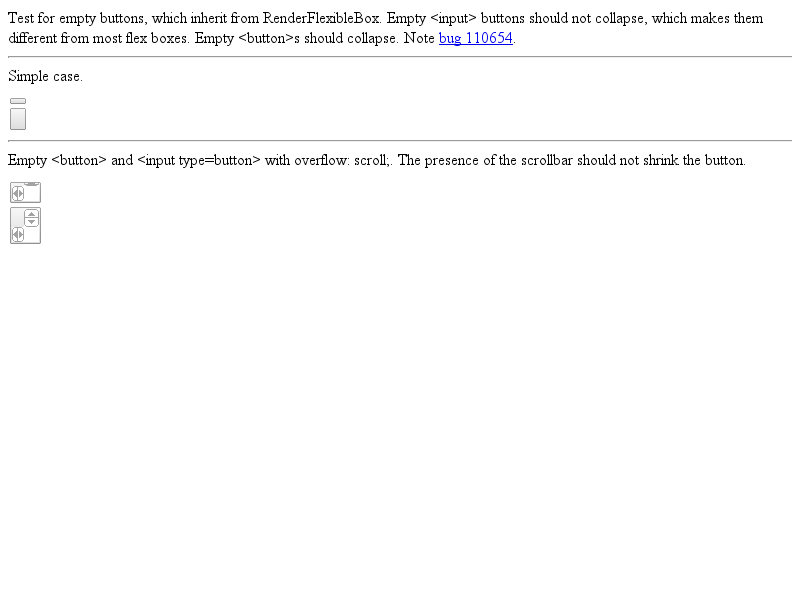 Test for empty buttons, which inherit from RenderFlexibleBox. Empty <input> buttons should not collapse, which makes them
different from most flex boxes. Empty <button>s should collapse. Note bug 110654.
Simple case.
Empty <button> and <input type=button> with overflow: scroll;. The presence of the scrollbar should not shrink the button.